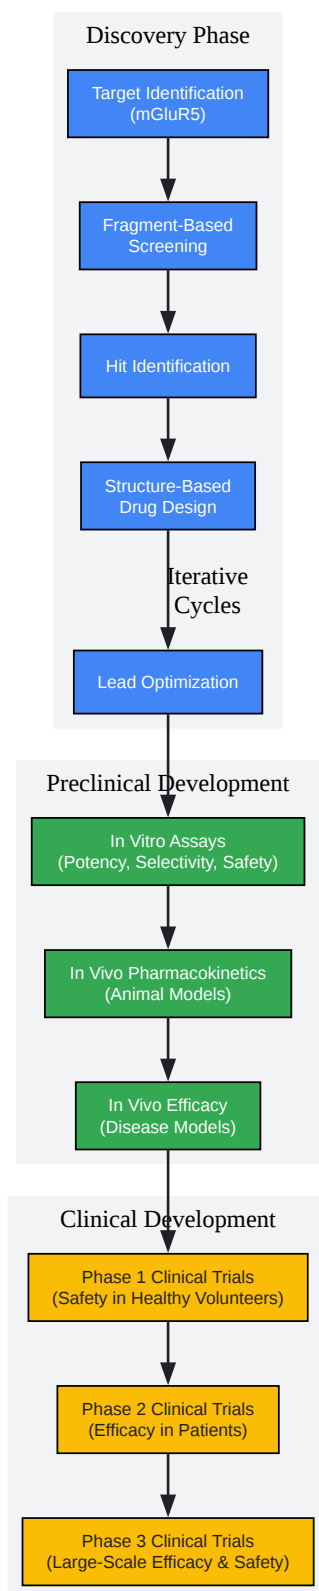 Discovery Phase
Target Identification
(mGluR5)
Fragment-Based
Screening
Hit Identification
Structure-Based
Drug Design
Iterative
Cycles
Lead Optimization
Preclinical Development
In Vitro Assays
(Potency, Selectivity, Safety)
In Vivo Pharmacokinetics
(Animal Models)
In Vivo Efficacy
(Disease Models)
Clinical Development
Phase 1 Clinical Trials
(Safety in Healthy Volunteers)
Phase 2 Clinical Trials
(Efficacy in Patients)
Phase 3 Clinical Trials
(Large-Scale Efficacy & Safety)